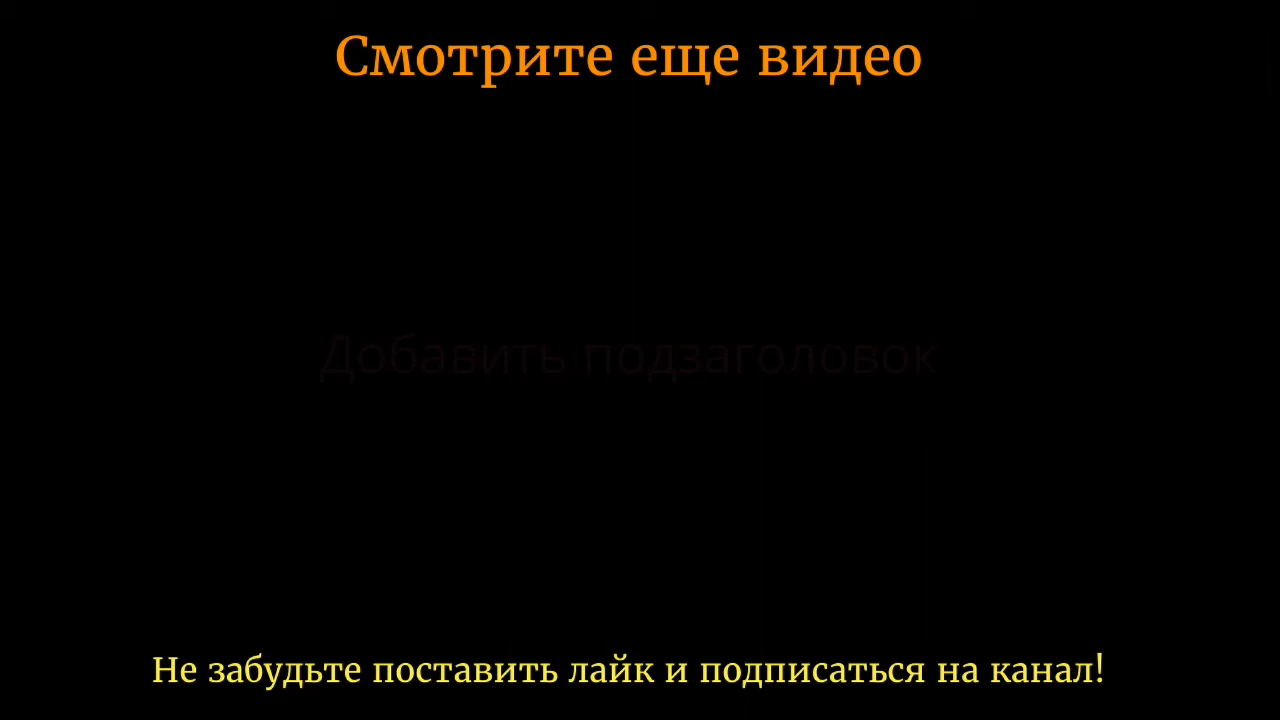 Смотрите еще видео
Добавить подзаголовок
Не забудьте поставить лайк и подписаться на канал!